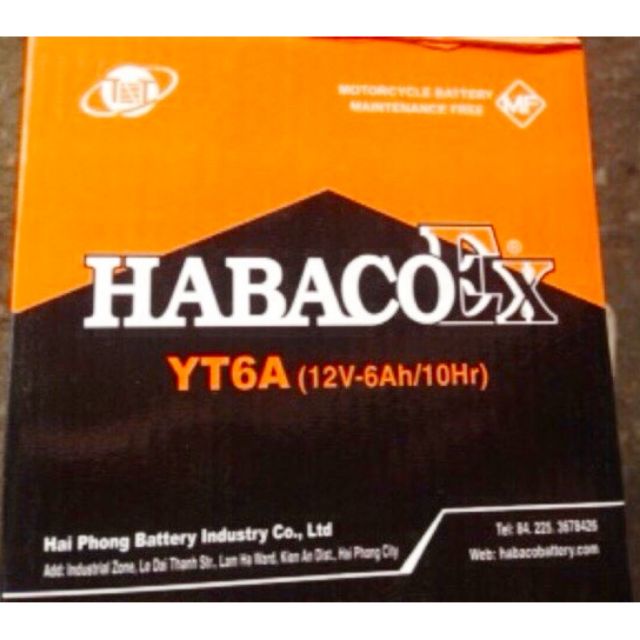 TNT
MOTORCYCLE BATTERY
MAINTENANCE FREE
MF
HABACOEX®
YT6A (12V-6Ah/10Hr)
Hai Phong Battery Industry Co., Ltd
Add: Industrial Zone, Le Dai Thanh Str., Lam Ha Ward, Kien An Dist., Hai Phong City
Tel: 84. 225. 3678426
Web: habacobattery.com